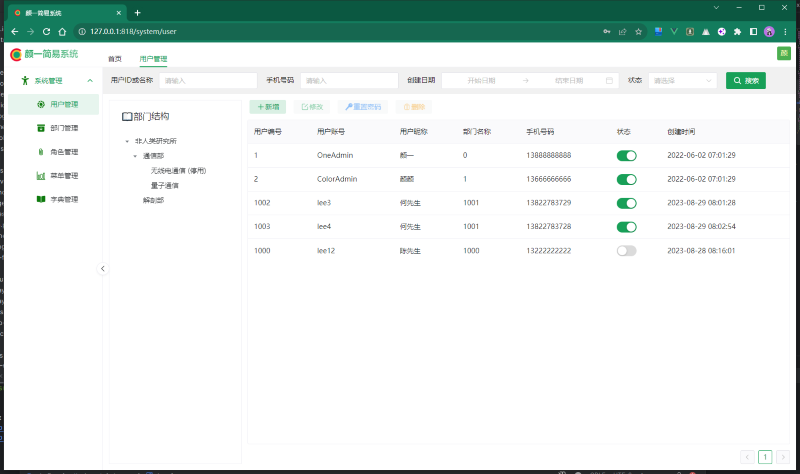 颜一简易系统
127.0.0.1:818/system/user
颜一简易系统
首页
用户管理
颜
系统管理
用户管理
部门管理
角色管理
菜单管理
字典管理
用户ID或名称
请输入
手机号码
请输入
创建日期
开始日期
结束日期
状态
请选择
搜索
部门结构
非人类研究所
通信部
无线电通信 (停用)
量子通信
解剖部
新增
修改
重置密码
删除
用户编号 用户账号 用户昵称 部门名称 手机号码 状态 创建时间
1 OneAdmin 颜一 0 13888888888 2022-06-02 07:01:29
2 ColorAdmin 颜颜 1 13666666666 2022-06-02 07:01:29
1002 lee3 何先生 1001 13822783729 2023-08-29 08:01:28
1003 lee4 何先生 1001 13822783728 2023-08-29 08:02:54
1000 lee12 陈先生 1000 13222222222 2023-08-28 08:16:01
1